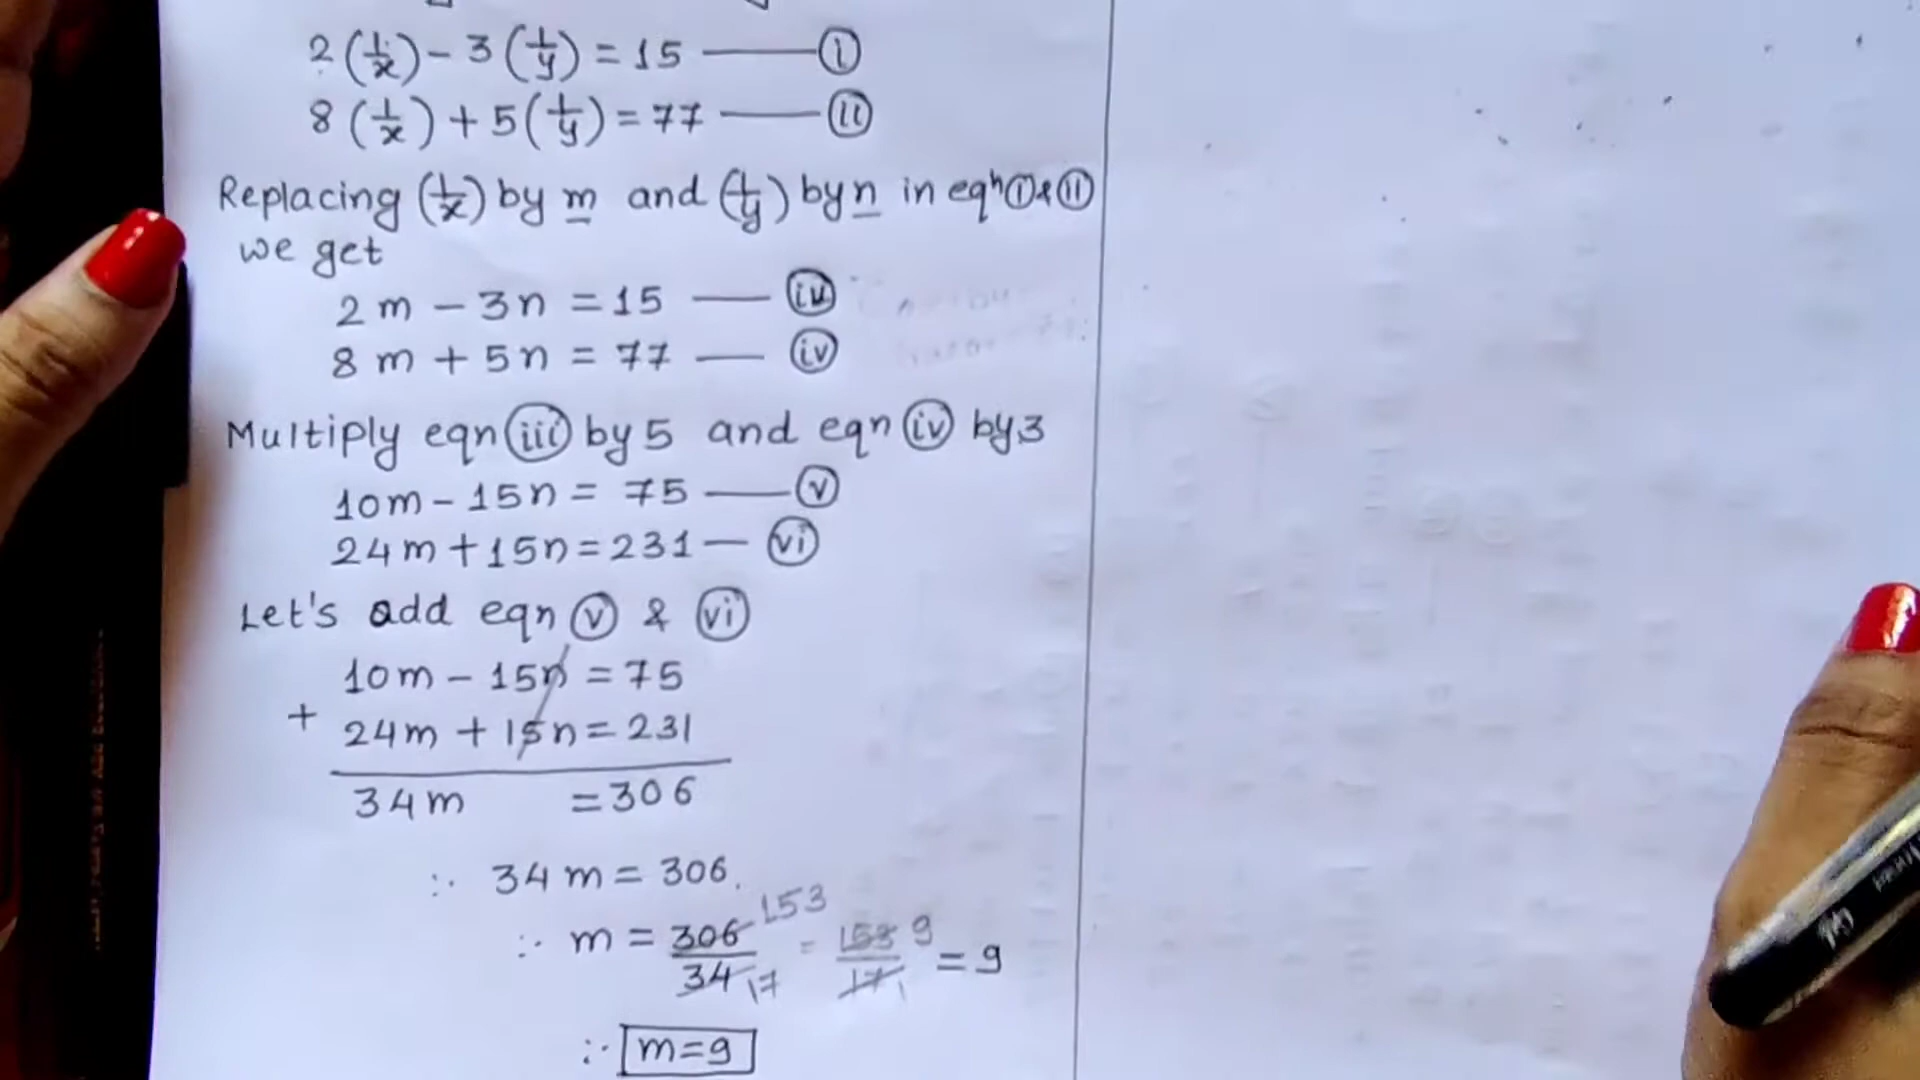 2(1/x) - 3(1/y) = 15 —— (i)
8(1/x) + 5(1/y) = 77 —— (ii)
Replacing (1/x) by m and (1/y) by n in eqⁿ (i) & (ii)
we get
2m - 3n = 15 —— (iii)
8m + 5n = 77 —— (iv)
Multiply eqn (iii) by 5 and eqn (iv) by 3
10m - 15n = 75 —— (v)
24m + 15n = 231 — (vi)
Let's add eqn (v) & (vi)
10m - 15n = 75
+ 24m + 15n = 231
34m = 306
∴ 34m = 306.
∴ m = 306/34 153 17 = 153/17 9 1 = 9
∴ m=9